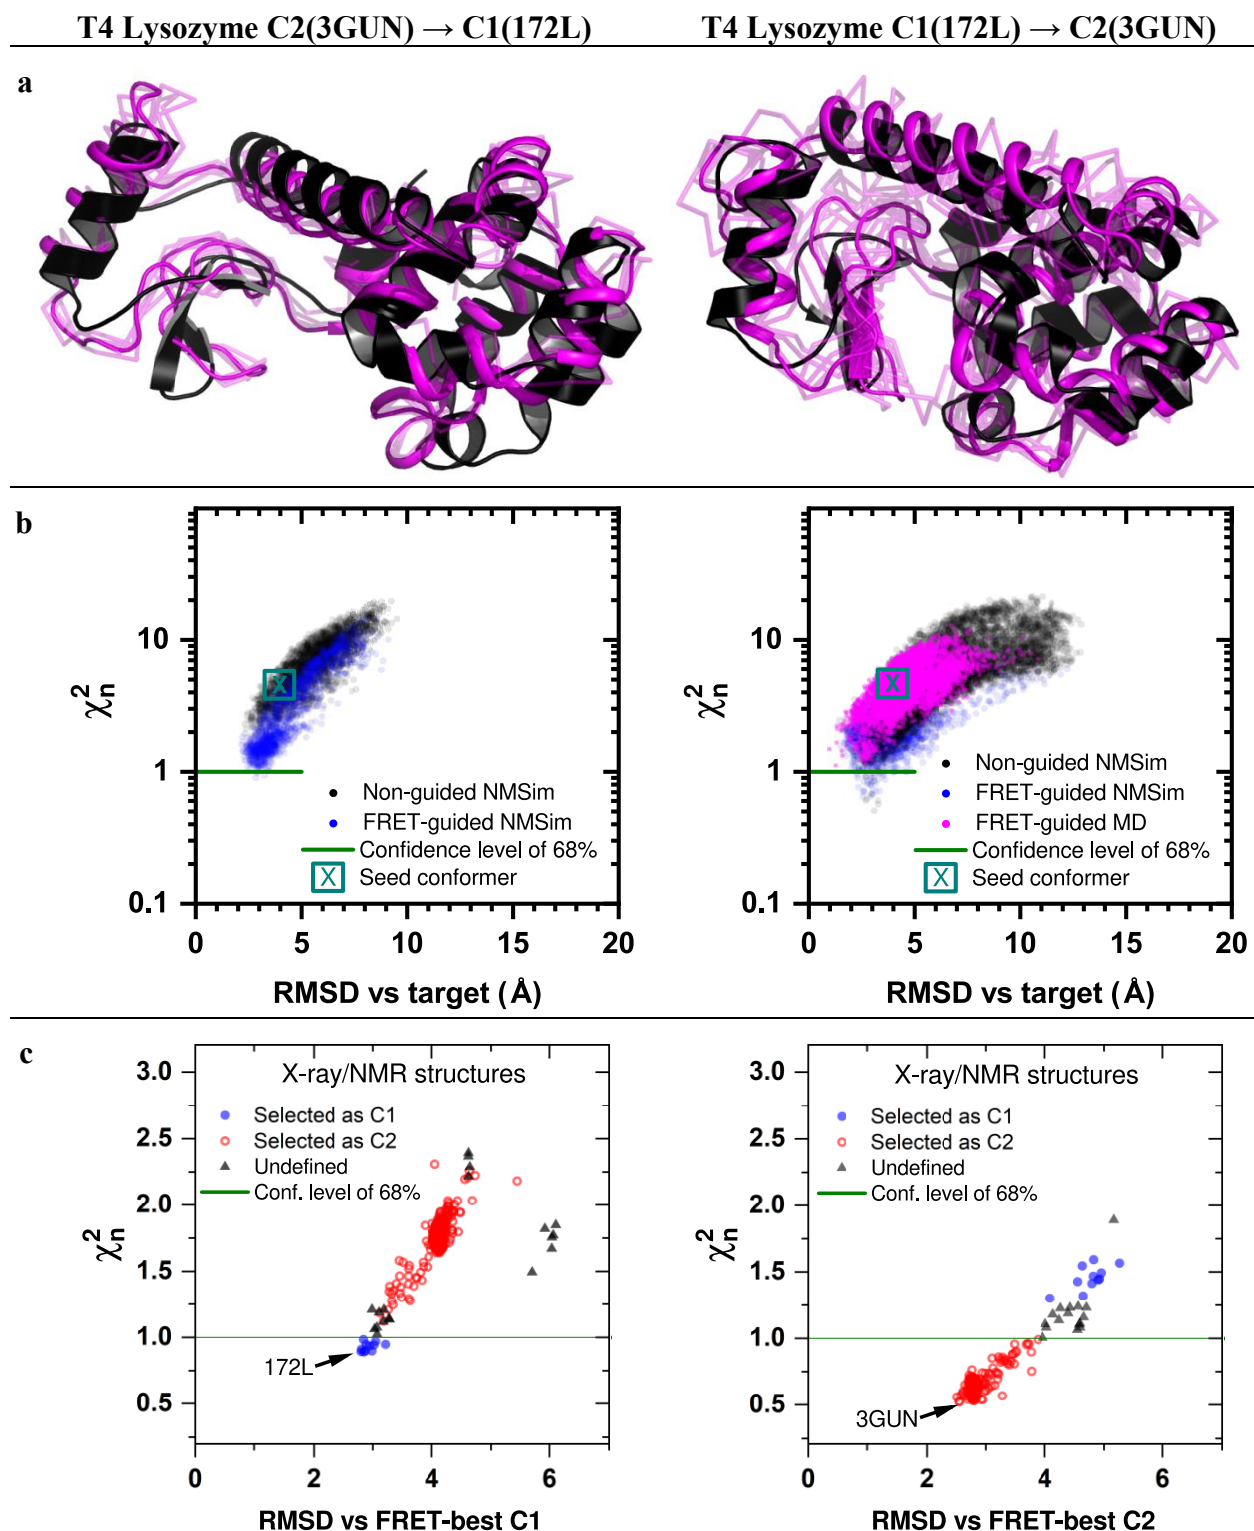 T4 Lysozyme C2(3GUN) → C1(172L)
T4 Lysozyme C1(172L) → C2(3GUN)
a
b
χ²n
10
1
0.1
X
Non-guided NMSim
FRET-guided NMSim
Confidence level of 68%
X Seed conformer
0 5 10 15 20
RMSD vs target (Å)
χ²n
10
1
0.1
X
Non-guided NMSim
FRET-guided NMSim
FRET-guided MD
Confidence level of 68%
X Seed conformer
0 5 10 15 20
RMSD vs target (Å)
c
χ²n
3.0
2.5
2.0
1.5
1.0
0.5
X-ray/NMR structures
Selected as C1
Selected as C2
Undefined
Conf. level of 68%
172L
0 2 4 6
RMSD vs FRET-best C1
χ²n
3.0
2.5
2.0
1.5
1.0
0.5
X-ray/NMR structures
Selected as C1
Selected as C2
Undefined
Conf. level of 68%
3GUN
0 2 4 6
RMSD vs FRET-best C2